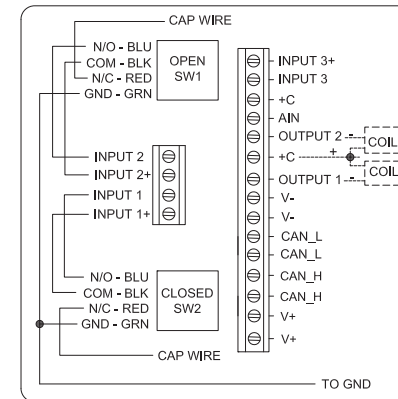 CAP WIRE
N/O - BLU
COM - BLK
N/C - RED
GND - GRN
OPEN
SW1
INPUT 2
INPUT 2+
INPUT 1
INPUT 1+
N/O - BLU
COM - BLK
N/C - RED
GND - GRN
CLOSED
SW2
CAP WIRE
TO GND
INPUT 3+
INPUT 3
+C
AIN
OUTPUT 2 -
+C +
OUTPUT 1 -
V-
V-
CAN_L
CAN_L
CAN_H
CAN_H
V+
V+
COIL
COIL